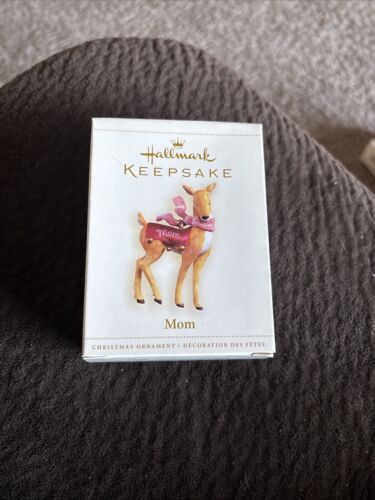 Hallmark
KEEPSAKE
Mom
Mom
CHRISTMAS ORNAMENT • DÉCORATION DES FÊTES